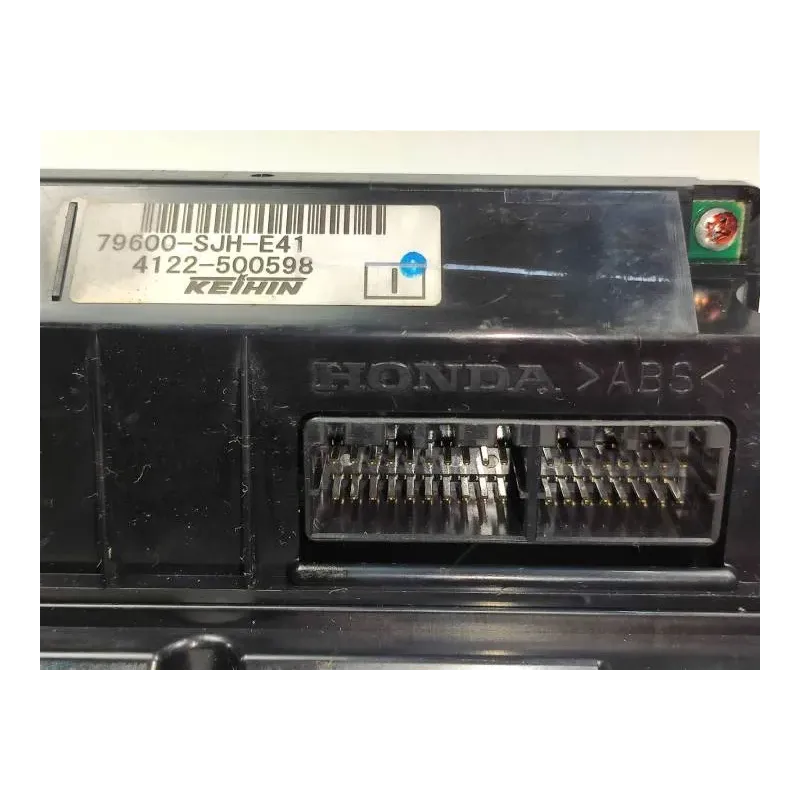 79600-SJH-E41
4122-500598
KEIHIN
I
HONDA >ABS<